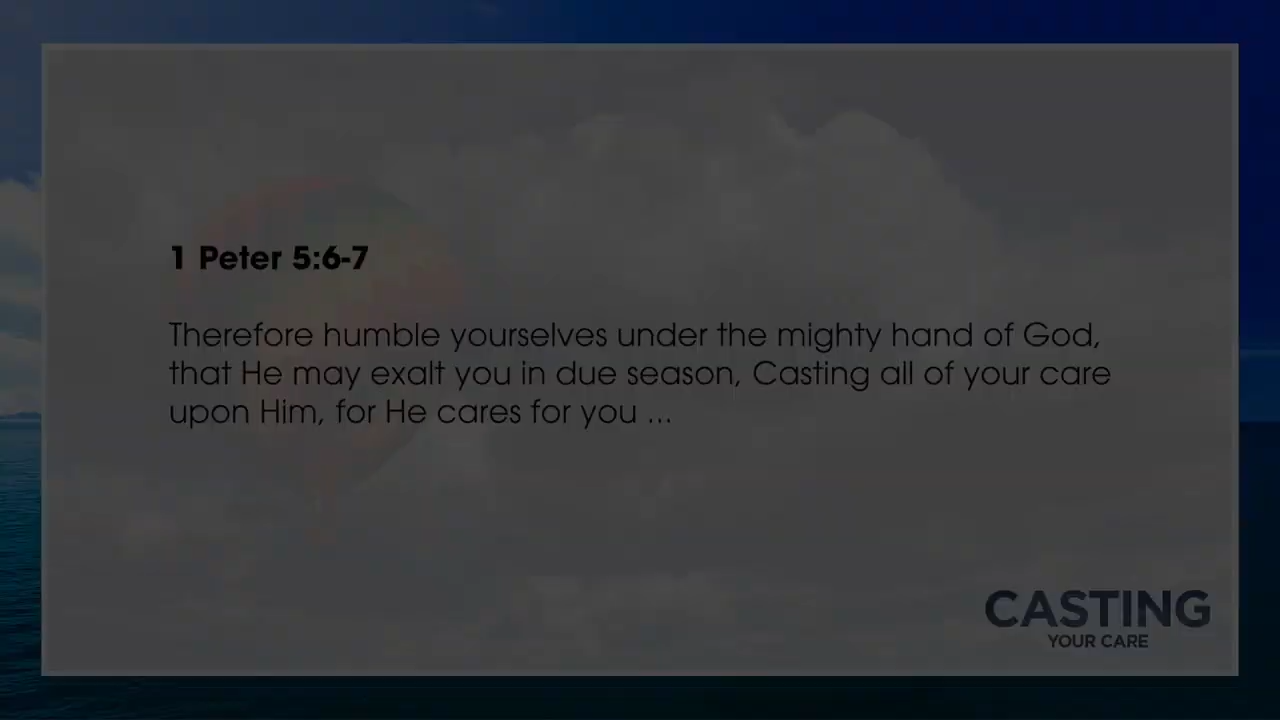 1 Peter 5:6-7
Therefore humble yourselves under the mighty hand of God,
that He may exalt you in due season, Casting all of your care
upon Him, for He cares for you ...
CASTING
YOUR CARE